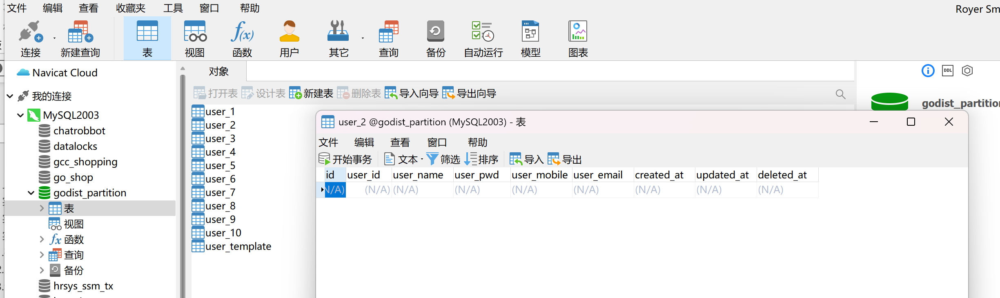 文件 编辑 查看 收藏夹 工具 窗口 帮助 Royer Sm
连接 新建查询 表 视图 函数 用户 其它 查询 备份 自动运行 模型 图表
Navicat Cloud
我的连接
MySQL2003
chatrobbot
datalocks
gcc_shopping
go_shop
godist_partition
表
视图
函数
查询
备份
hrsys_ssm_tx
对象
打开表 设计表 新建表 删除表 导入向导 导出向导
user_1
user_2
user_3
user_4
user_5
user_6
user_7
user_8
user_9
user_10
user_template
DDL
godist_partition
user_2 @godist_partition (MySQL2003) - 表
文件 编辑 查看 窗口 帮助
开始事务 文本 筛选 排序 导入 导出
id user_id user_name user_pwd user_mobile user_email created_at updated_at deleted_at
N/A) (N/A) (N/A) (N/A) (N/A) (N/A) (N/A) (N/A) (N/A)